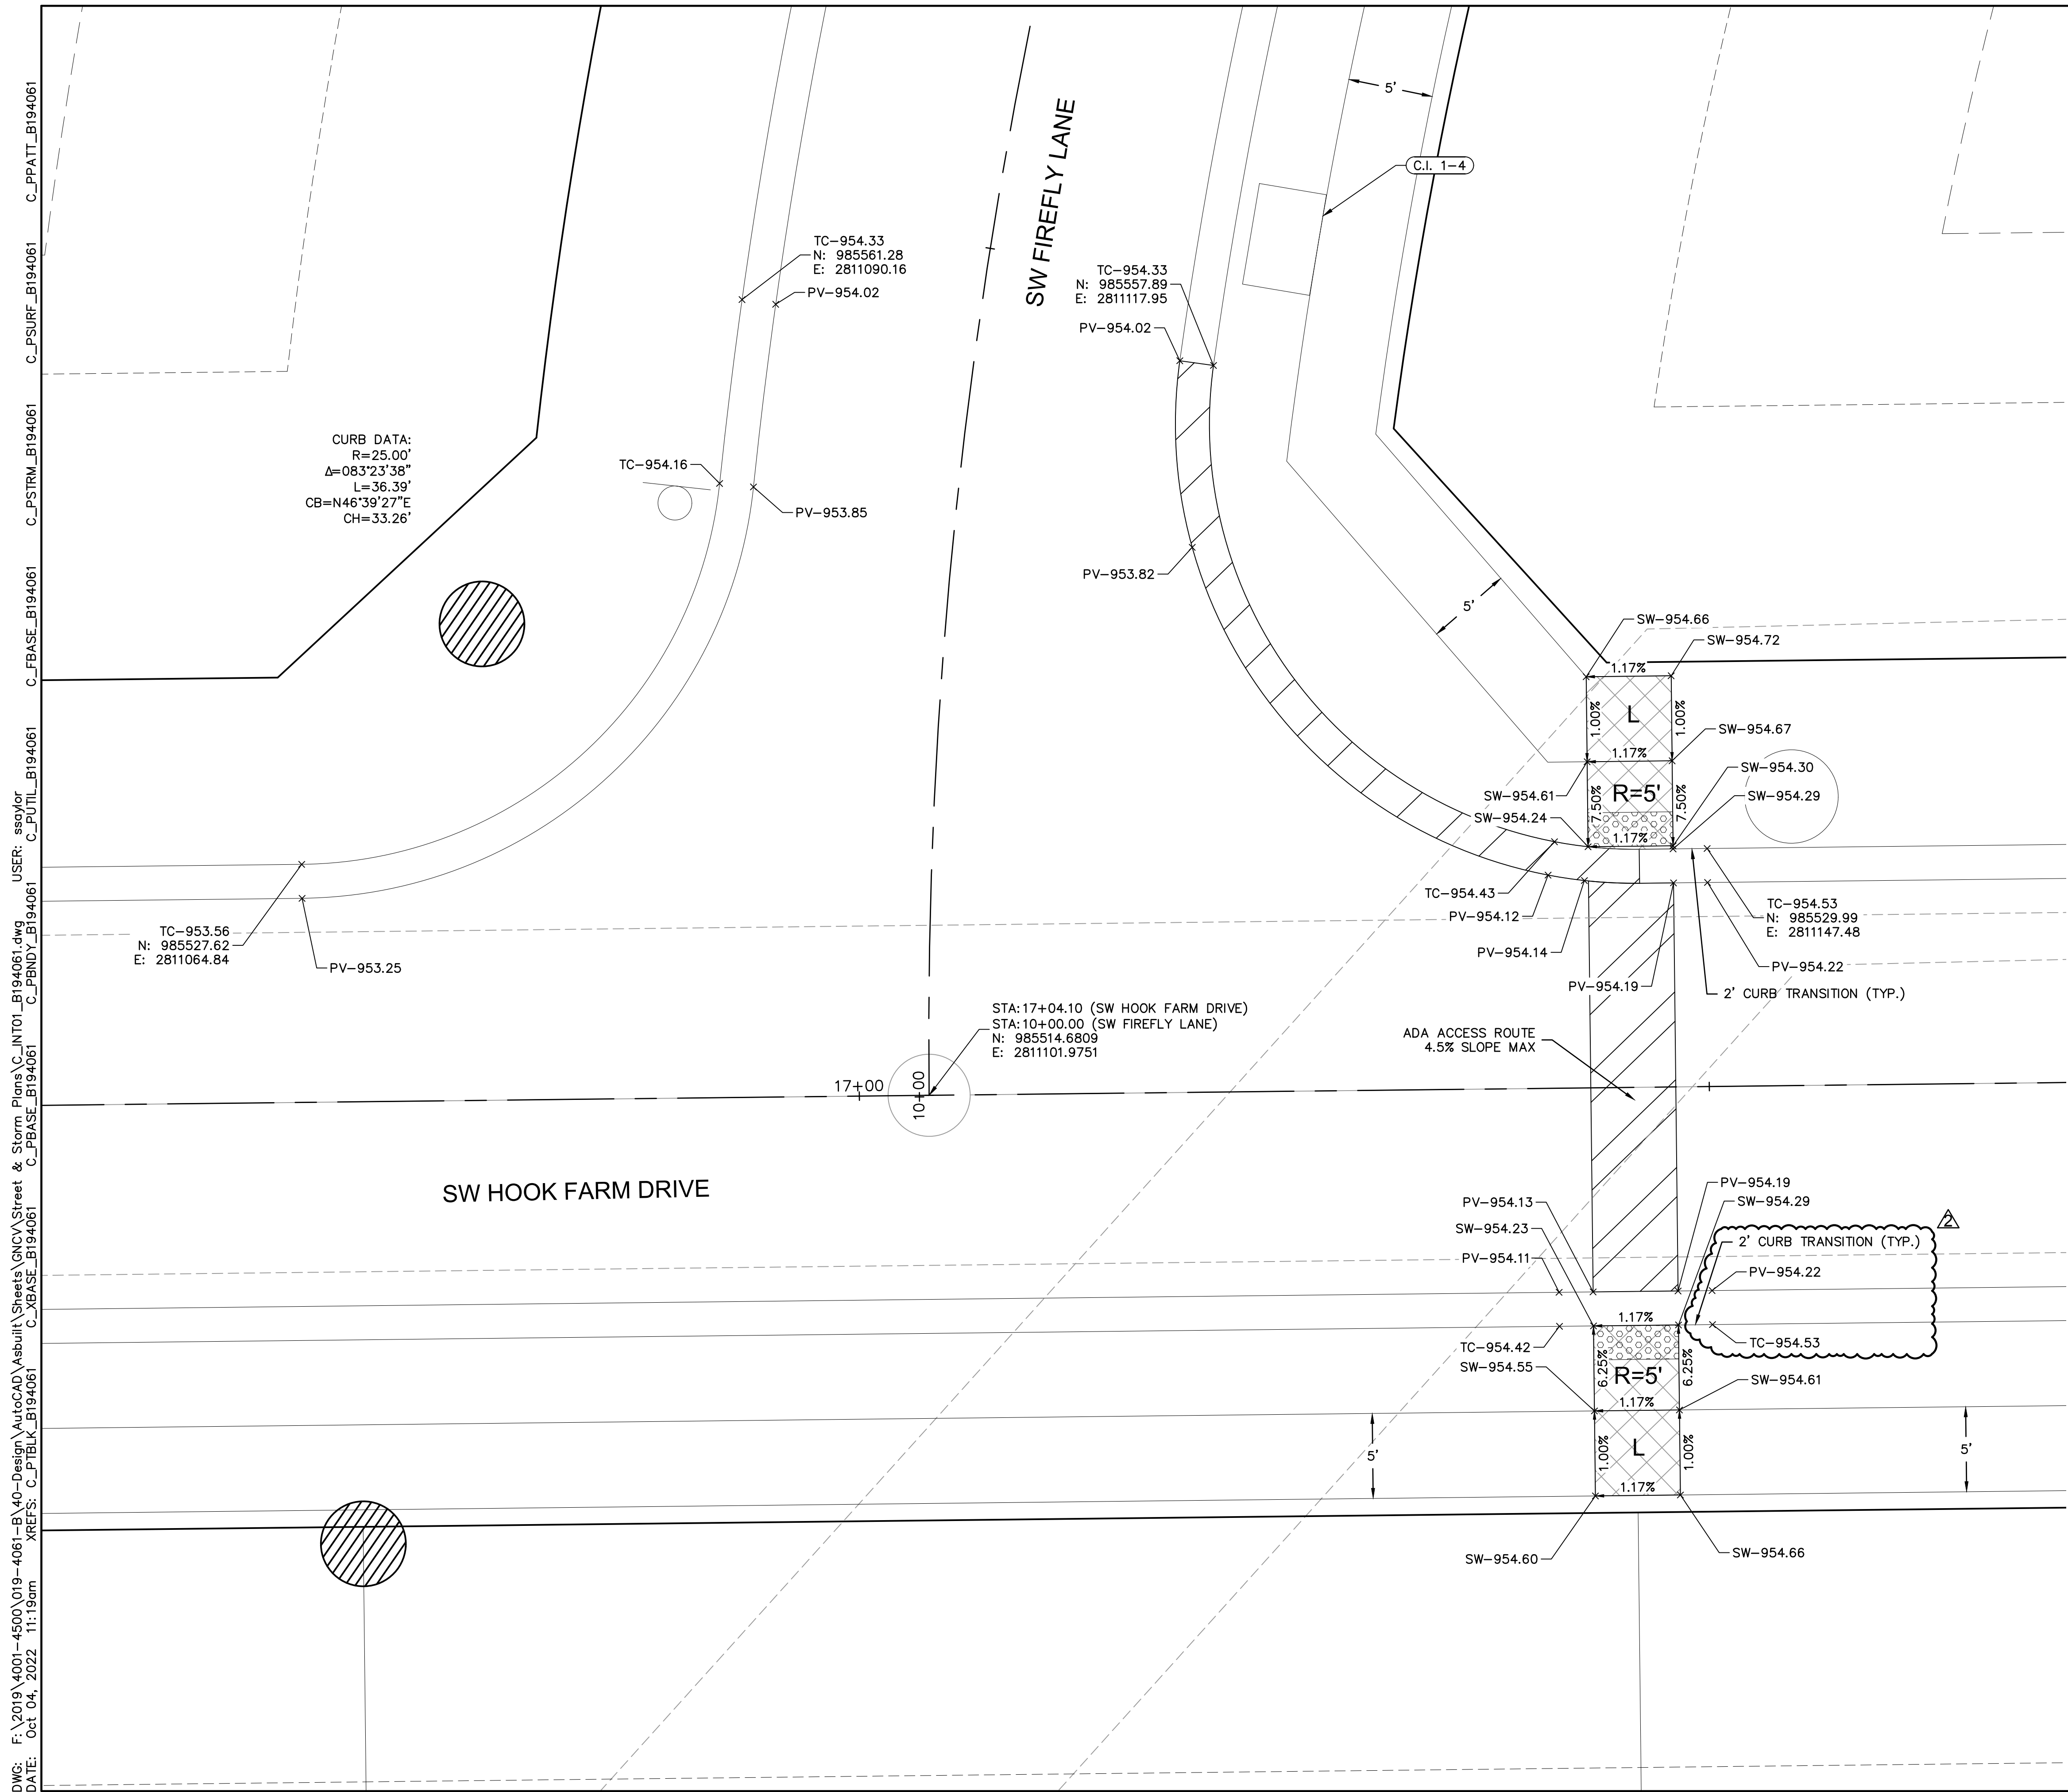 5'
C.I. 1-4
SW FIREFLY LANE
TC-954.33
N: 985561.28
E: 2811090.16
PV-954.02
TC-954.33
N: 985557.89
E: 2811117.95
PV-954.02
CURB DATA:
R=25.00'
Δ=083°23'38"
L=36.39'
CB=N46°39'27"E
CH=33.26'
TC-954.16
PV-953.85
PV-953.82
5'
SW-954.66
SW-954.72
1.17%
1.00%
L
1.00%
SW-954.67
1.17%
SW-954.30
SW-954.61
7.50%
R=5'
7.50%
SW-954.29
SW-954.24
1.17%
TC-954.43
PV-954.12
TC-954.53
N: 985529.99
E: 2811147.48
PV-954.14
PV-954.22
PV-954.19
2' CURB TRANSITION (TYP.)
TC-953.56
N: 985527.62
E: 2811064.84
PV-953.25
STA:17+04.10 (SW HOOK FARM DRIVE)
STA:10+00.00 (SW FIREFLY LANE)
N: 985514.6809
E: 2811101.9751
ADA ACCESS ROUTE
4.5% SLOPE MAX
17+00
10+00
SW HOOK FARM DRIVE
PV-954.13
PV-954.19
SW-954.29
2
SW-954.23
2' CURB TRANSITION (TYP.)
PV-954.11
PV-954.22
1.17%
TC-954.42
TC-954.53
SW-954.55
6.25%
R=5'
6.25%
SW-954.61
1.17%
5'
1.00%
L
1.00%
5'
1.17%
SW-954.60
SW-954.66
DWG: F:\2019\4001-4500\019-4061-B\40-Design\AutoCAD\Asbuilt\Sheets\GNCV\Street & Storm Plans\C_INT01_B194061.dwg USER: ssaylor
DATE: Oct 04, 2022 11:19am XREFS: C_PTBLK_B194061 C_XBASE_B194061 C_PBASE_B194061 C_PBNDY_B194061 C_PUTIL_B194061 C_FBASE_B194061 C_PSTRM_B194061 C_PSURF_B194061 C_PPATT_B194061